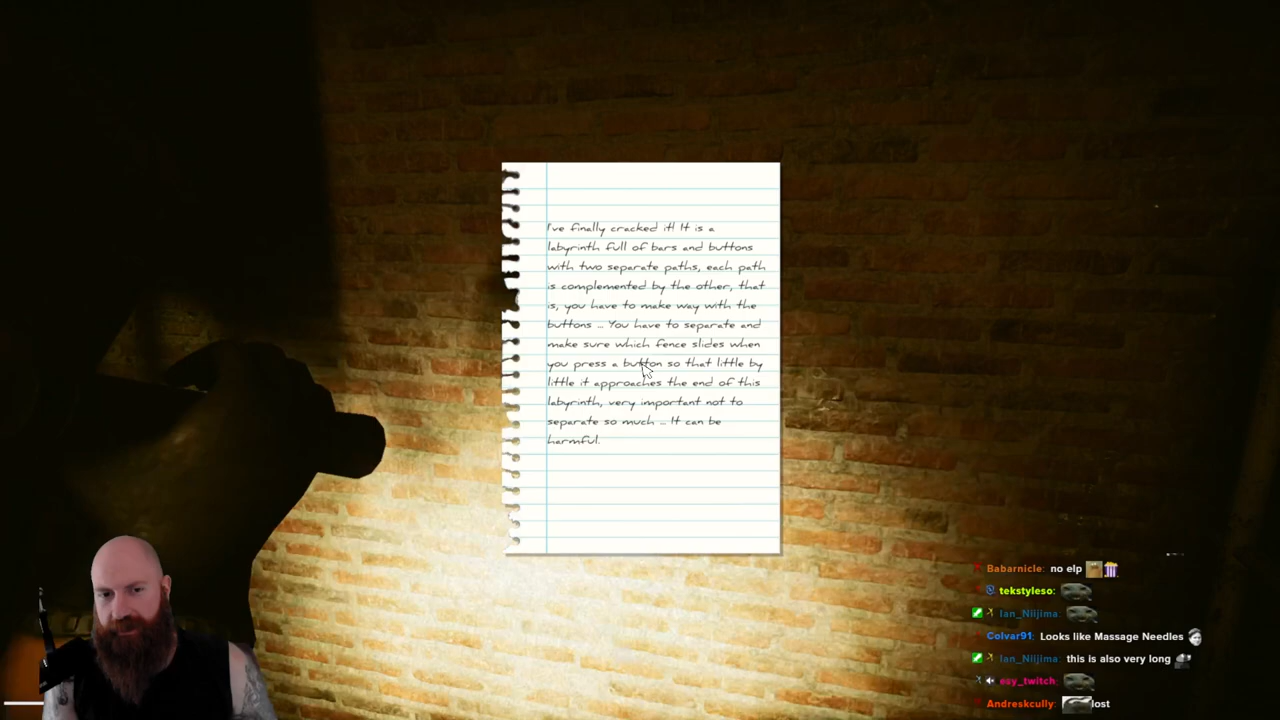 I've finally cracked it! It is a
labyrinth full of bars and buttons
with two separate paths, each path
is complemented by the other, that
is, you have to make way with the
buttons ... You have to separate and
make sure which fence slides when
you press a button so that little by
little it approaches the end of this
labyrinth, very important not to
separate so much ... It can be
harmful.
Babarnicle: no elp
tekstyleso:
Ian_Niijima:
Colvar91: Looks like Massage Needles
Ian_Niijima: this is also very long
esy_twitch:
Andreskcully: lost